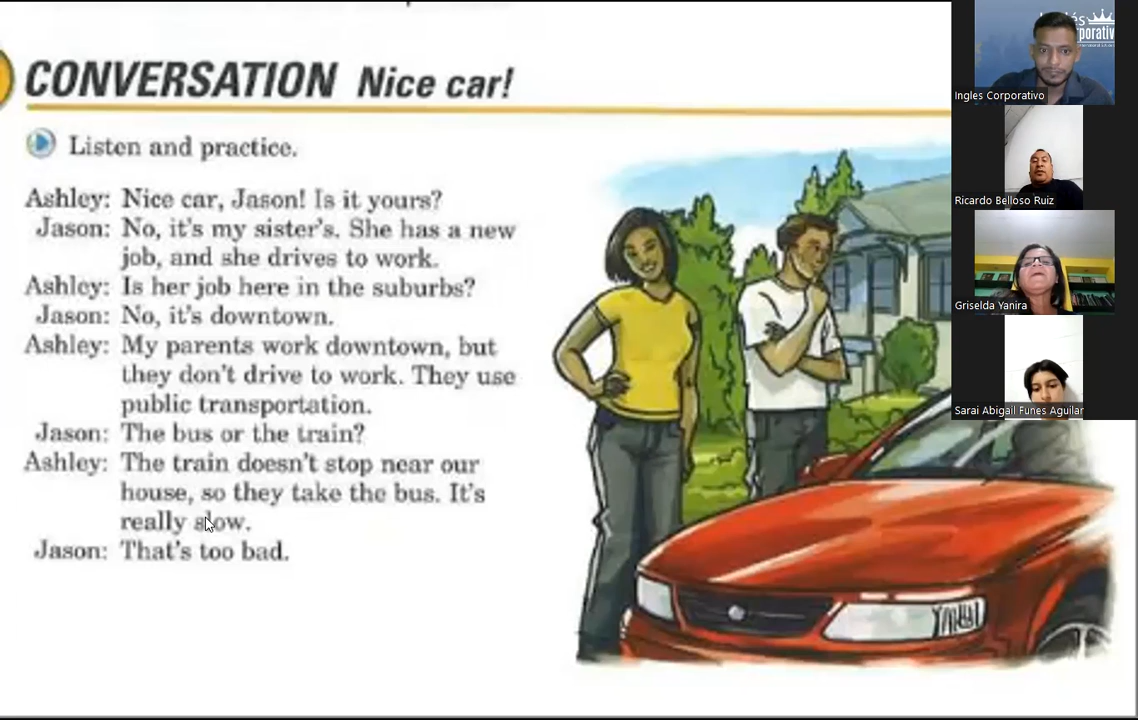 CONVERSATION Nice car!
Listen and practice.
Ashley: Nice car, Jason! Is it yours?
Jason: No, it's my sister's. She has a new
job, and she drives to work.
Ashley: Is her job here in the suburbs?
Jason: No, it's downtown.
Ashley: My parents work downtown, but
they don't drive to work. They use
public transportation.
Jason: The bus or the train?
Ashley: The train doesn't stop near our
house, so they take the bus. It's
really slow.
Jason: That's too bad.
Ingles Corporativo
Ricardo Belloso Ruiz
Griselda Yanira
Sarai Abigail Funes Aguilar